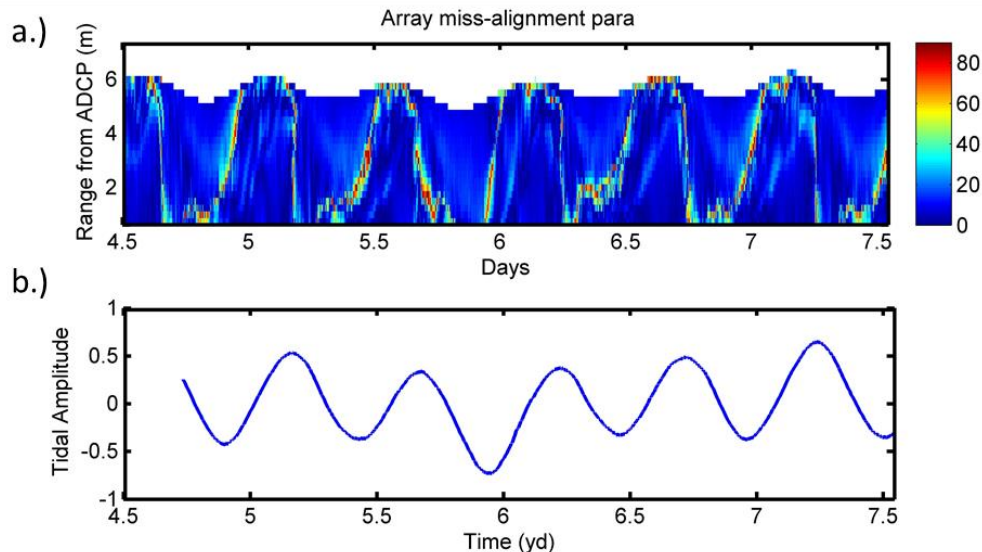 a.)
Array miss-alignment para
Range from ADCP (m)
6
4
2
4.5 5 5.5 6 6.5 7 7.5
Days
80
60
40
20
0
b.)
Tidal Amplitude
1
0.5
0
-0.5
-1
4.5 5 5.5 6 6.5 7 7.5
Time (yd)